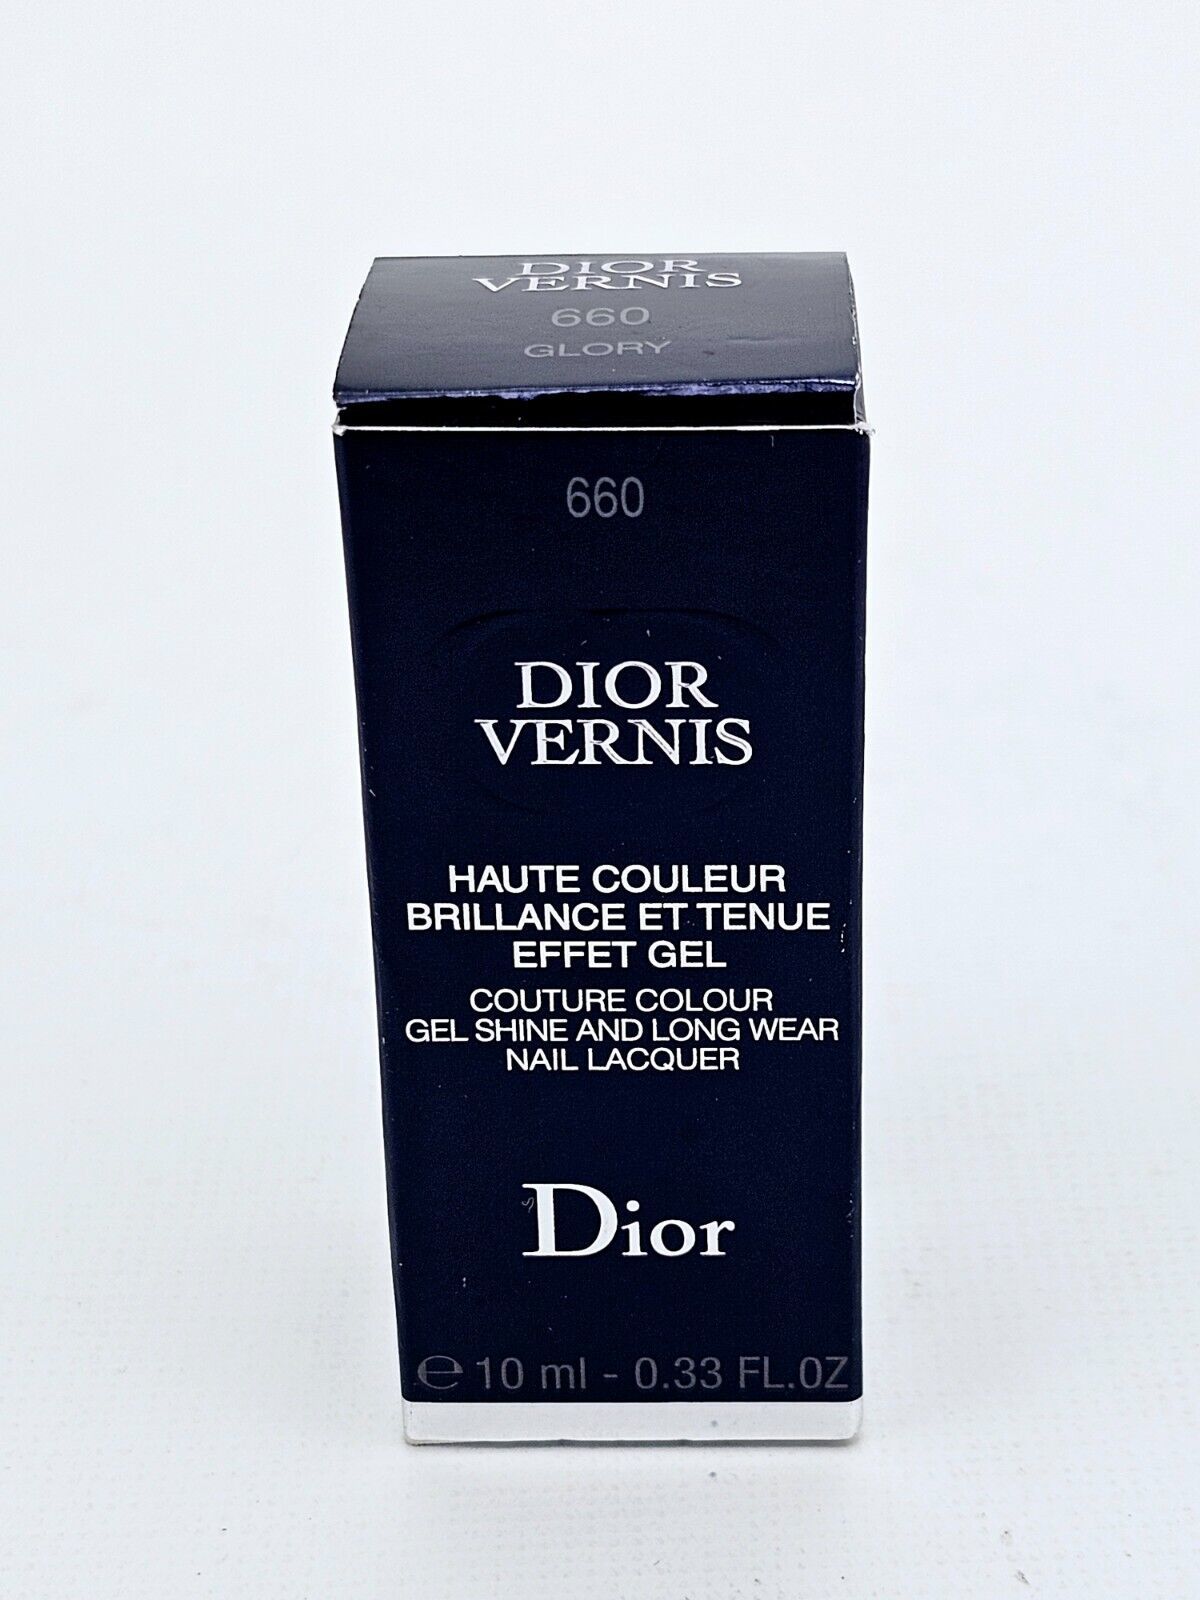 DIOR
VERNIS
660
GLORY
660
DIOR
VERNIS
HAUTE COULEUR
BRILLANCE ET TENUE
EFFET GEL
COUTURE COLOUR
GEL SHINE AND LONG WEAR
NAIL LACQUER
Dior
℮ 10 ml - 0.33 FL.OZ